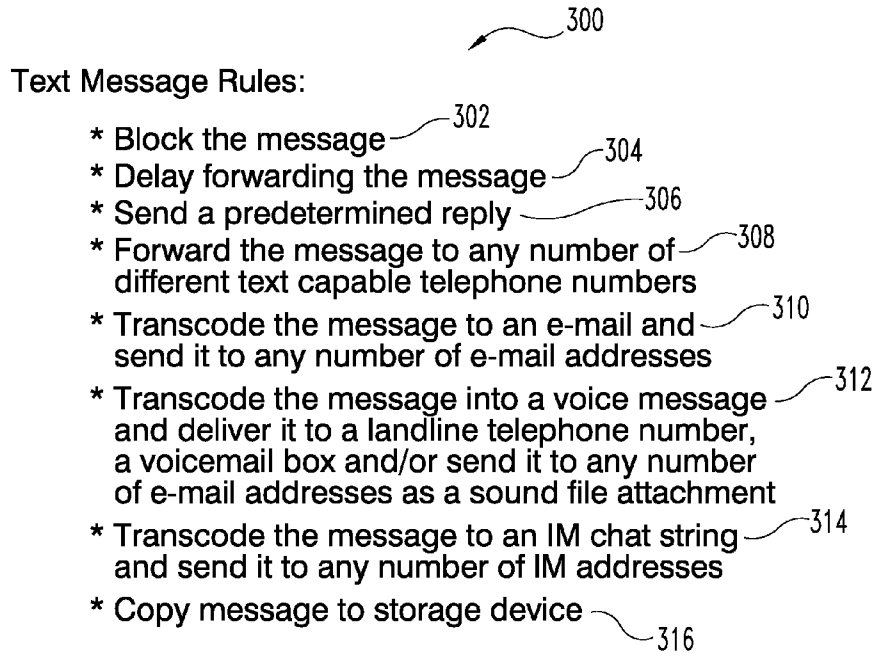 300
Text Message Rules:
* Block the message 302
* Delay forwarding the message 304
* Send a predetermined reply 306
* Forward the message to any number of 308
different text capable telephone numbers
* Transcode the message to an e-mail and 310
send it to any number of e-mail addresses
* Transcode the message into a voice message 312
and deliver it to a landline telephone number,
a voicemail box and/or send it to any number
of e-mail addresses as a sound file attachment
* Transcode the message to an IM chat string 314
and send it to any number of IM addresses
* Copy message to storage device 316